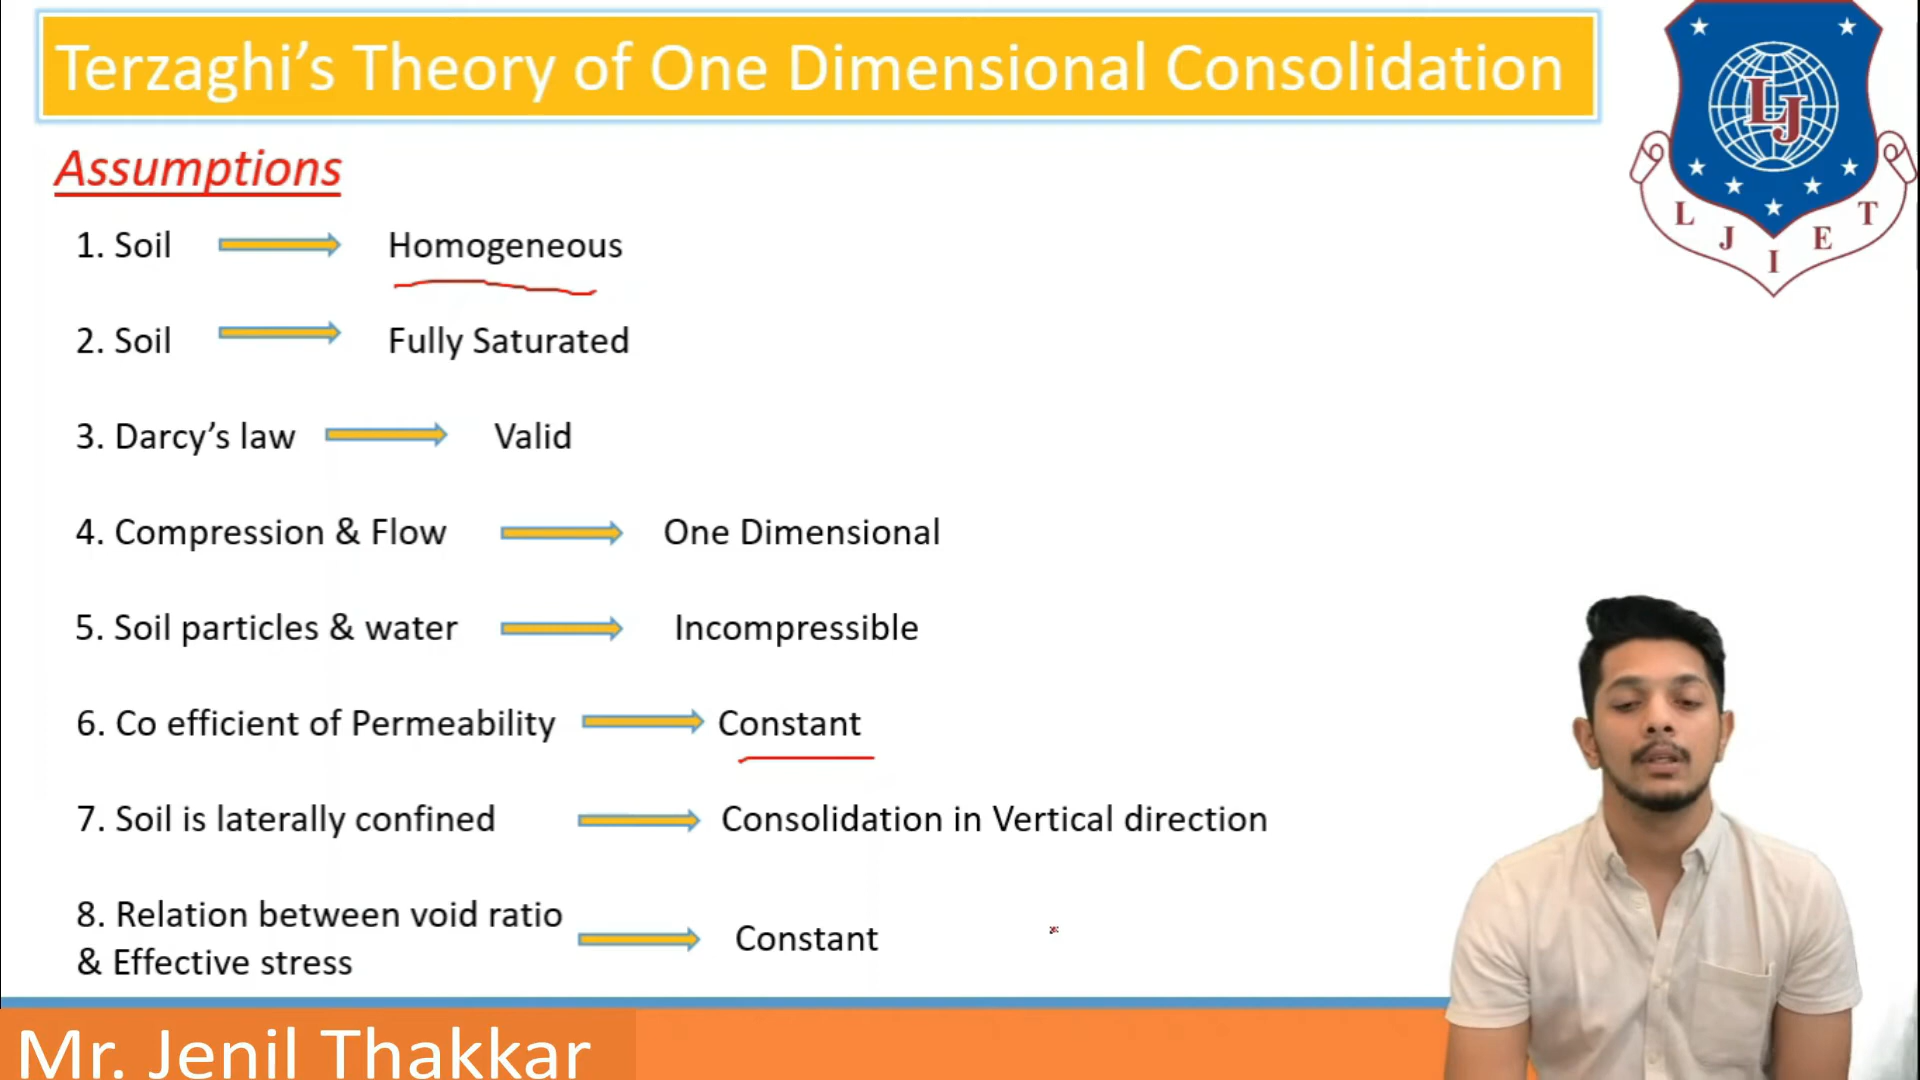 Terzaghi’s Theory of One Dimensional Consolidation
LJ
L J I E T
Assumptions
1. Soil Homogeneous
2. Soil Fully Saturated
3. Darcy’s law Valid
4. Compression & Flow One Dimensional
5. Soil particles & water Incompressible
6. Co efficient of Permeability Constant
7. Soil is laterally confined Consolidation in Vertical direction
8. Relation between void ratio
& Effective stress Constant
Mr. Jenil Thakkar